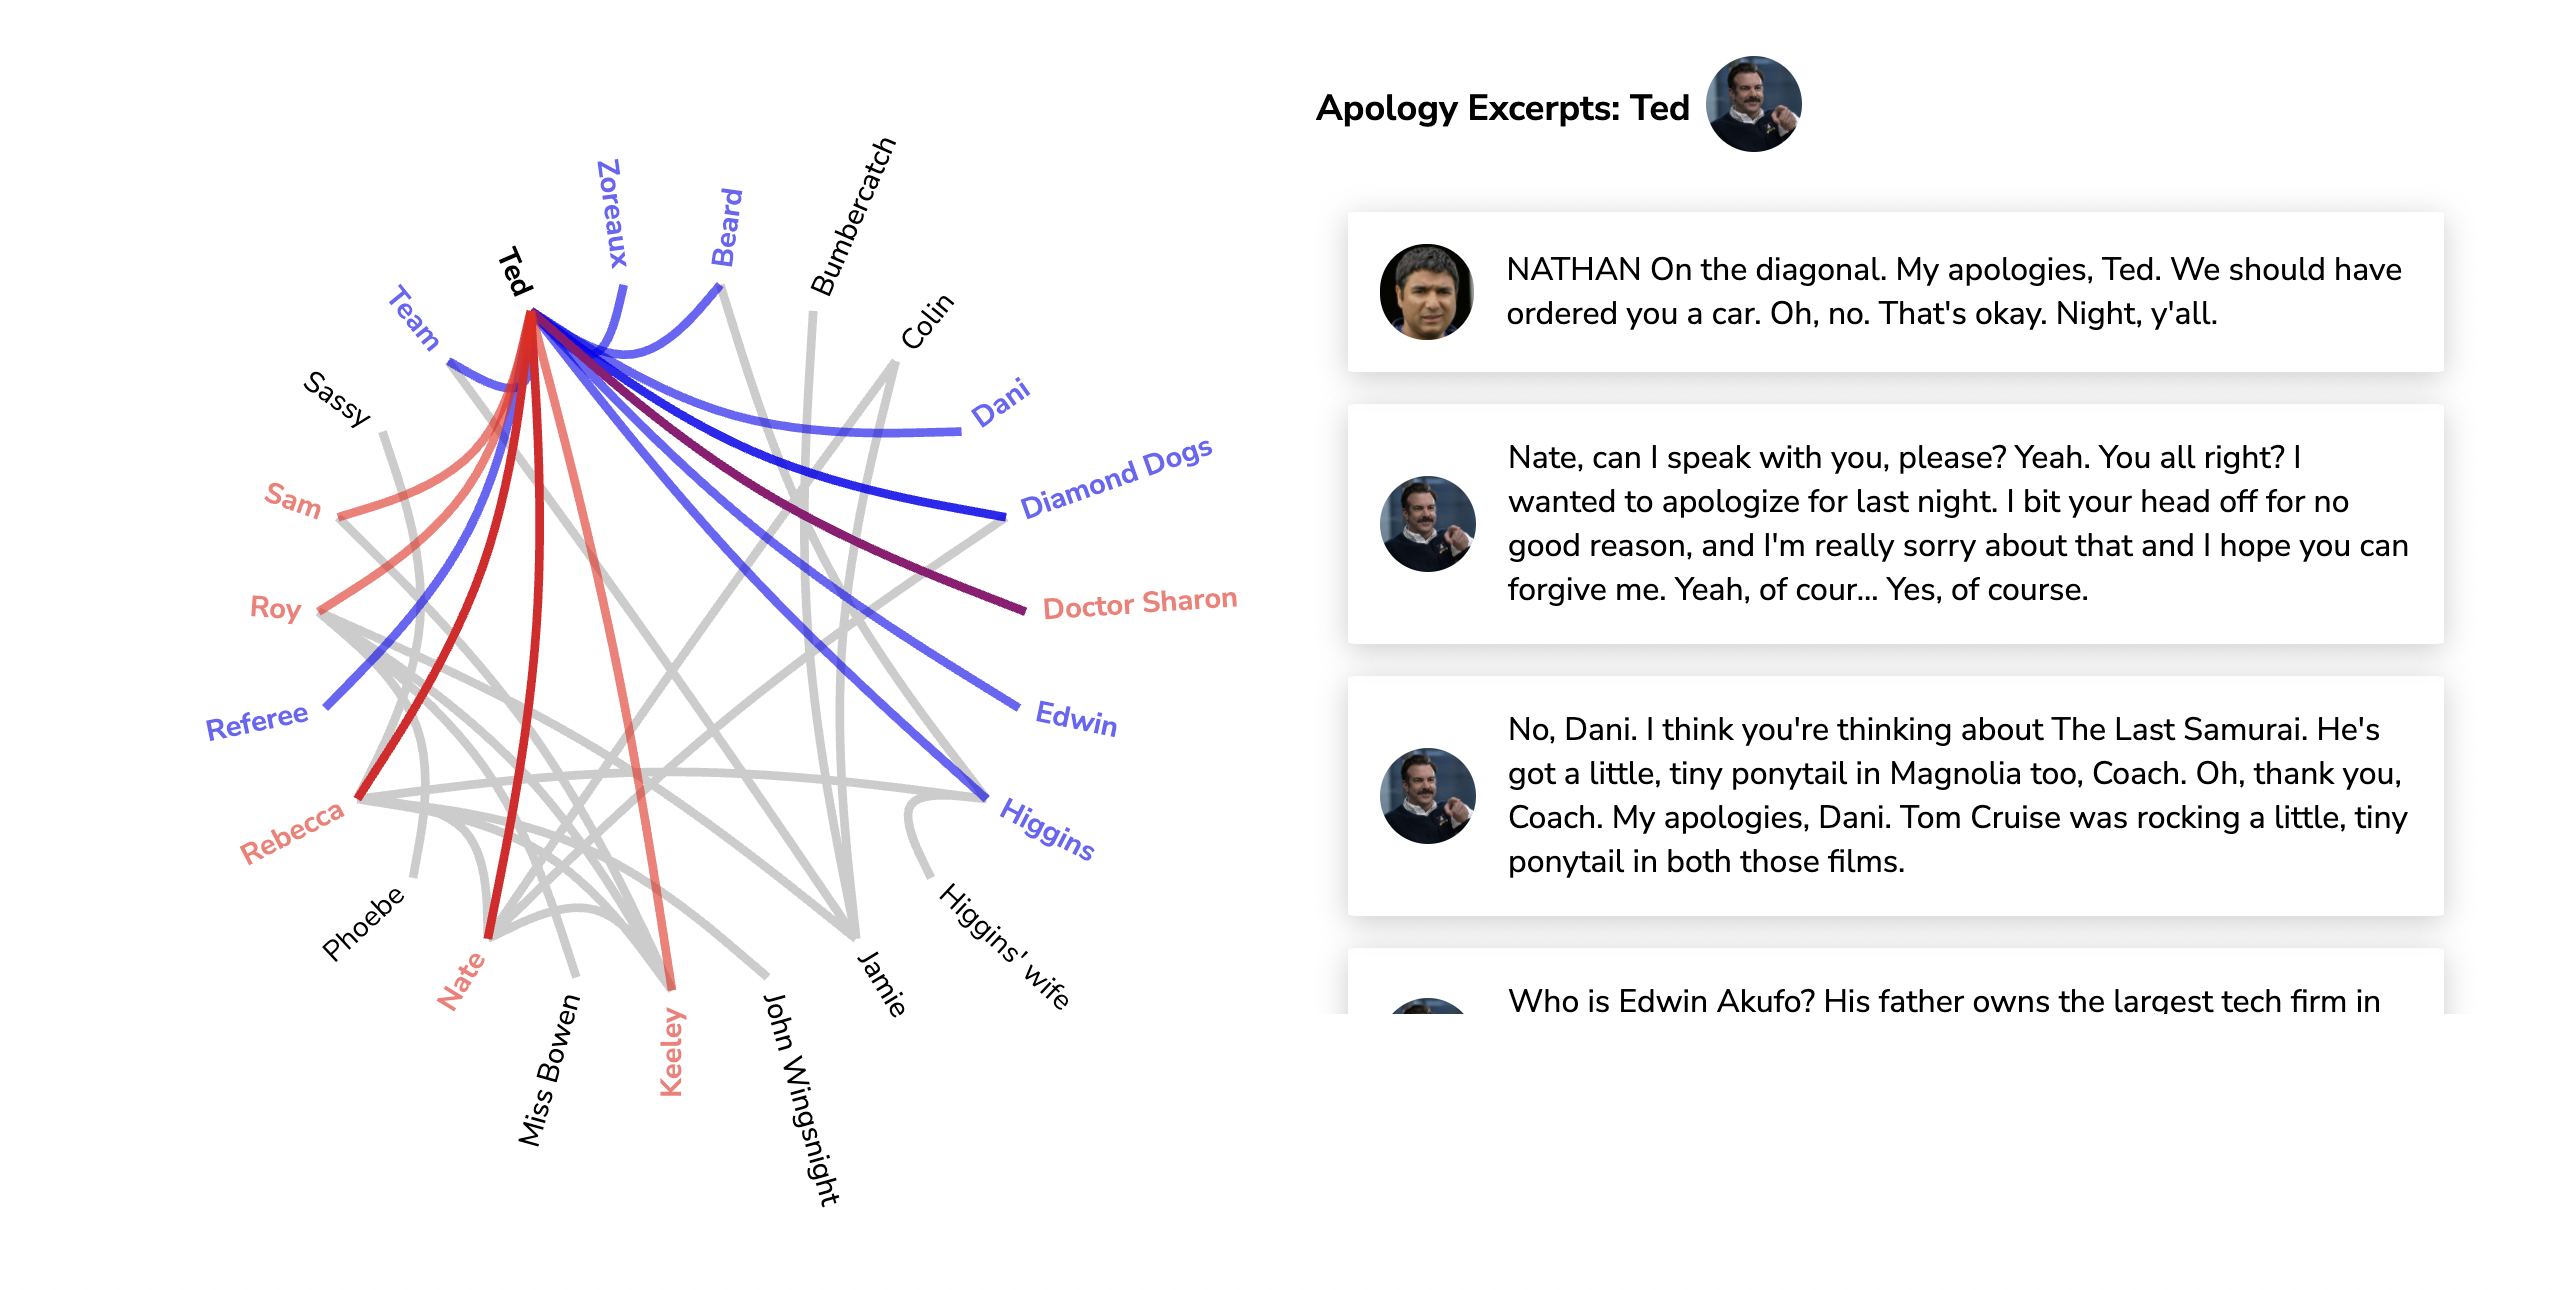 Zoreaux
Beard
Bumbercatch
Colin
Ted
Team
Sassy
Dani
Diamond Dogs
Sam
Roy
Doctor Sharon
Referee
Edwin
Rebecca
Higgins
Phoebe
Higgins' wife
Nate
Jamie
Miss Bowen
Keeley
John Wingsnight
Apology Excerpts: Ted
NATHAN On the diagonal. My apologies, Ted. We should have
ordered you a car. Oh, no. That's okay. Night, y'all.
Nate, can I speak with you, please? Yeah. You all right? I
wanted to apologize for last night. I bit your head off for no
good reason, and I'm really sorry about that and I hope you can
forgive me. Yeah, of cour... Yes, of course.
No, Dani. I think you're thinking about The Last Samurai. He's
got a little, tiny ponytail in Magnolia too, Coach. Oh, thank you,
Coach. My apologies, Dani. Tom Cruise was rocking a little, tiny
ponytail in both those films.
Who is Edwin Akufo? His father owns the largest tech firm in